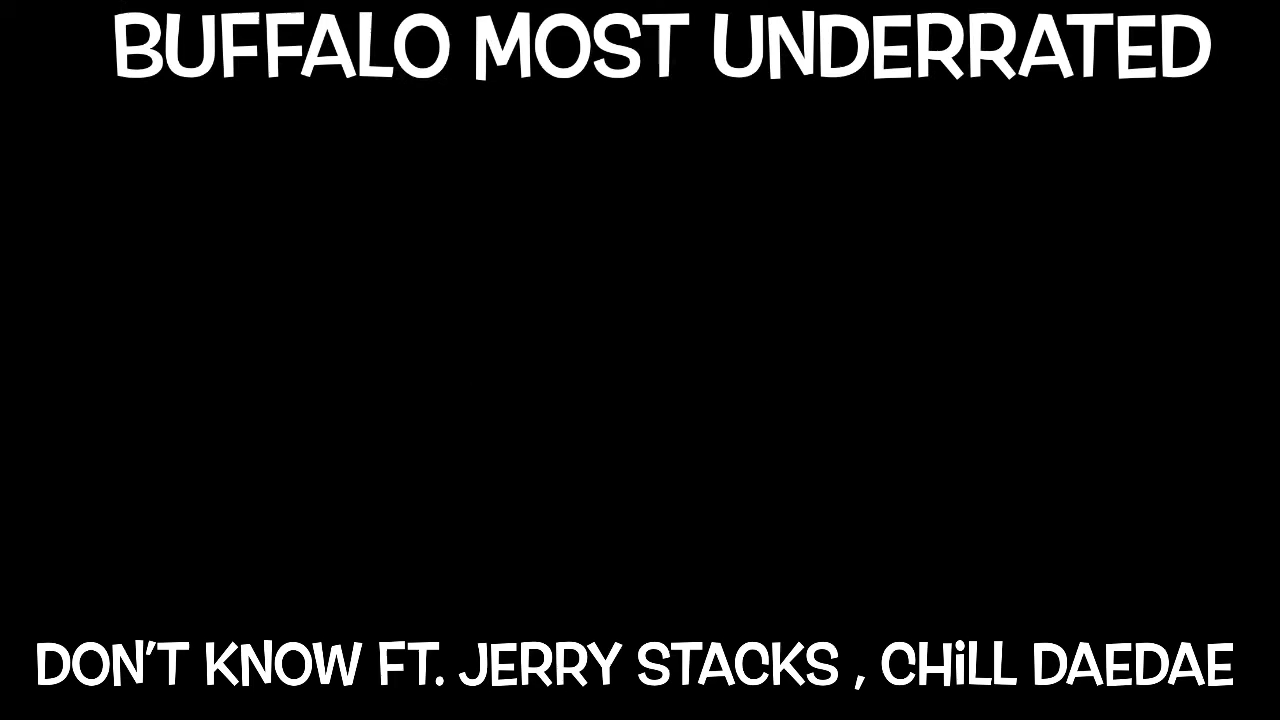 BUFFALO MOST UNDERRATED
DON'T KNOW FT. JERRY STACKS , CHiLL DAEDAE